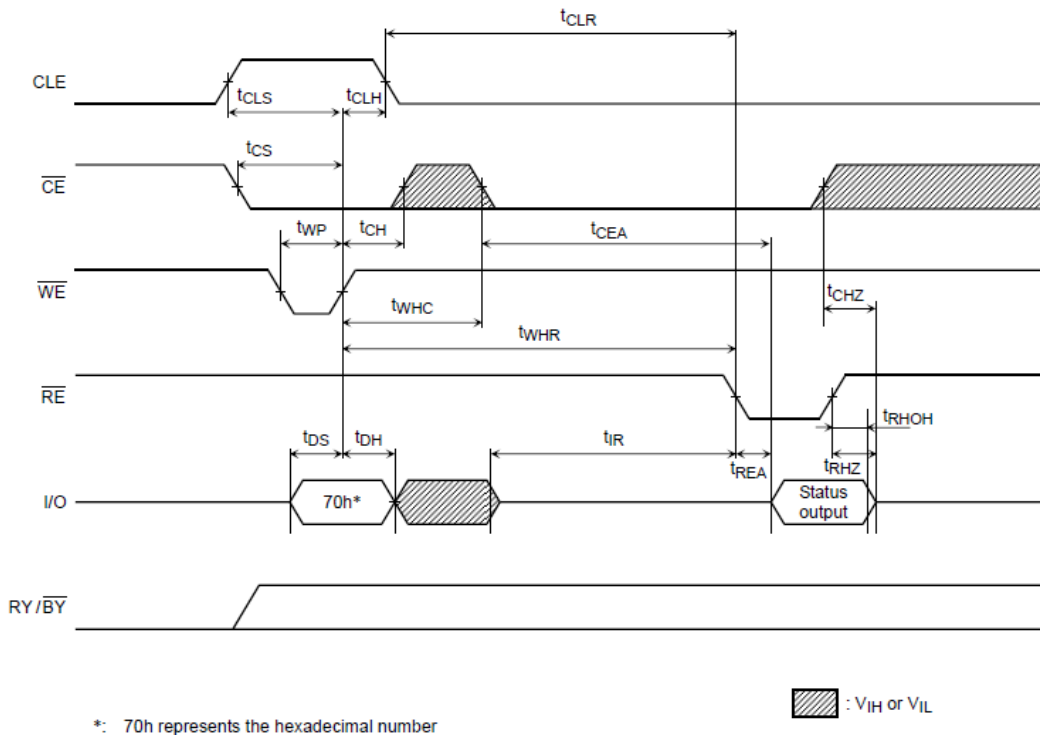 tCLR
CLE
tCLS
tCLH
tCS
CE
tWP
tCH
tCEA
WE
tWHC
tCHZ
tWHR
RE
tRHOH
tDS
tDH
tIR
tREA
tRHZ
I/O
70h*
Status
output
RY/BY
: VIH or VIL
*: 70h represents the hexadecimal number